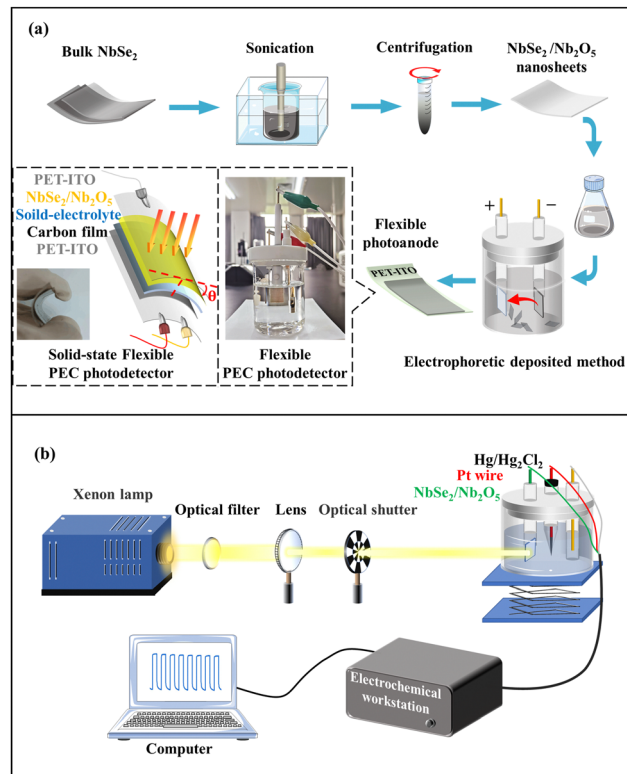 (a)
Bulk NbSe₂
Sonication
Centrifugation
NbSe₂/Nb₂O₅
nanosheets
PET-ITO
NbSe₂/Nb₂O₅
Soild-electrolyte
Carbon film
PET-ITO
θ
Solid-state Flexible
PEC photodetector
Flexible
PEC photodetector
Flexible
photoanode
PET-ITO
+
−
Electrophoretic deposited method
(b)
Hg/Hg₂Cl₂
Pt wire
NbSe₂/Nb₂O₅
Xenon lamp
Optical filter
Lens
Optical shutter
Electrochemical
workstation
Computer